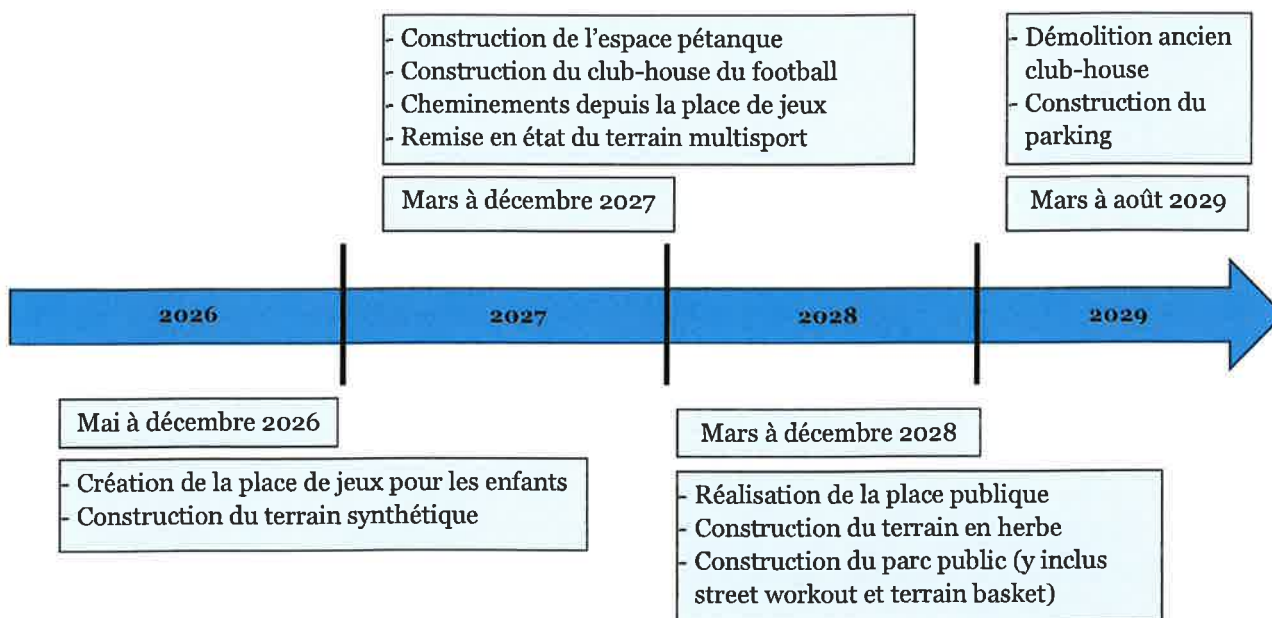 - Construction de l'espace pétanque
- Construction du club-house du football
- Cheminements depuis la place de jeux
- Remise en état du terrain multisport
Mars à décembre 2027
- Démolition ancien
club-house
- Construction du
parking
Mars à août 2029
2026
2027
2028
2029
Mai à décembre 2026
- Création de la place de jeux pour les enfants
- Construction du terrain synthétique
Mars à décembre 2028
- Réalisation de la place publique
- Construction du terrain en herbe
- Construction du parc public (y inclus
street workout et terrain basket)